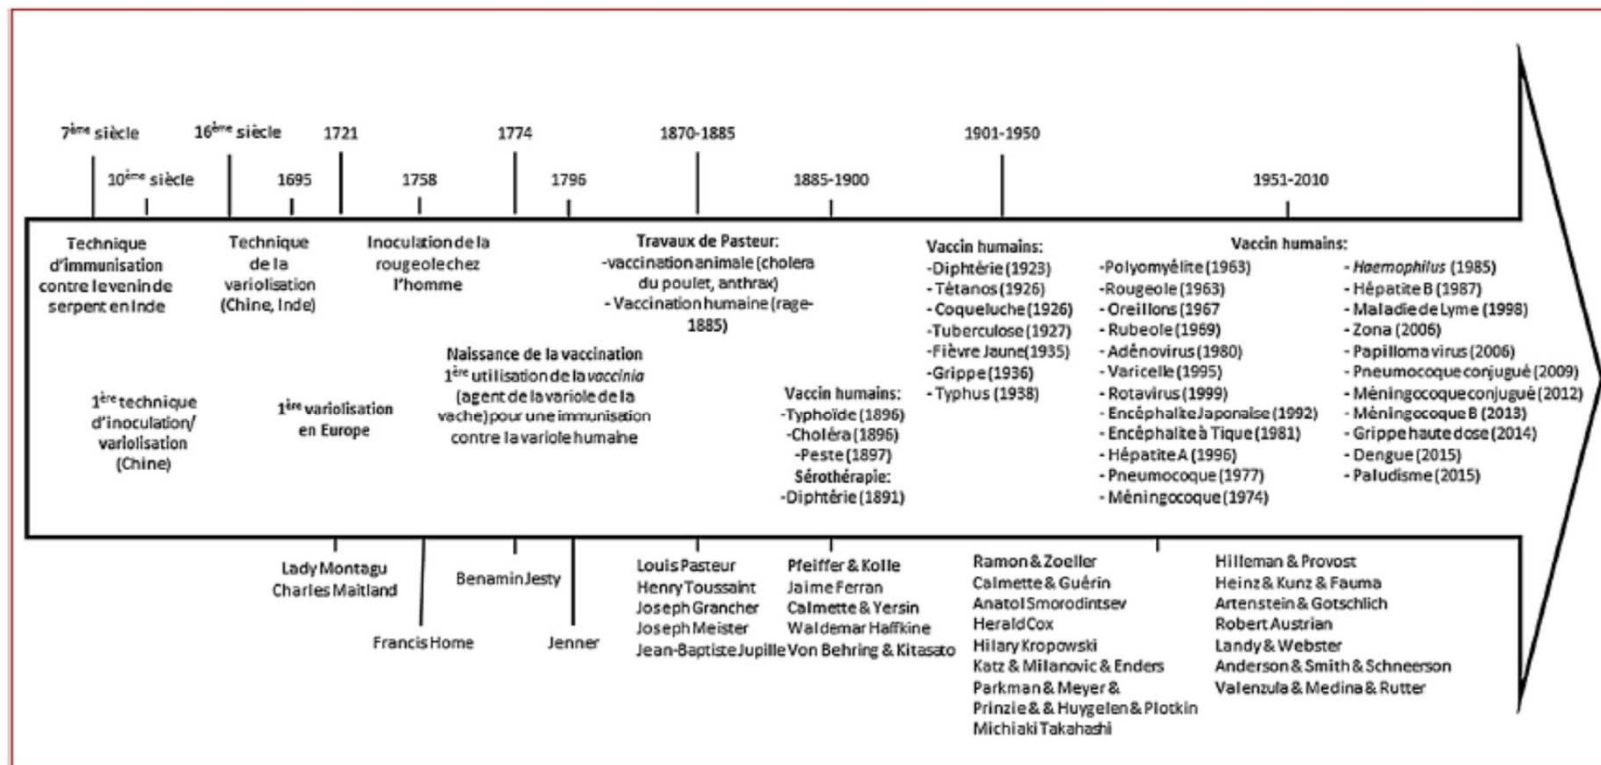 7ème siècle
16ème siècle
1721
1774
1870-1885
1901-1950
10ème siècle
1695
1758
1796
1885-1900
1951-2010
Technique
d'immunisation
contre le venin de
serpent en Inde
1ère technique
d'inoculation/
variolisation
(Chine)
Technique
de la
variolisation
(Chine, Inde)
1ère variolisation
en Europe
Inoculation de la
rougeole chez
l'homme
Naissance de la vaccination
1ère utilisation de la vaccinia
(agent de la variole de la
vache) pour une immunisation
contre la variole humaine
Travaux de Pasteur:
-vaccination animale (cholera
du poulet, anthrax)
- Vaccination humaine (rage-
1885)
Vaccin humains:
-Typhoïde (1896)
-Choléra (1896)
-Peste (1897)
Sérothérapie:
-Diphtérie (1891)
Vaccin humains:
-Diphtérie (1923)
-Tétanos (1926)
-Coqueluche (1926)
-Tuberculose (1927)
-Fièvre Jaune(1935)
-Grippe (1936)
-Typhus (1938)
Vaccin humains:
-Polyomyélite (1963)
-Rougeole (1963)
-Oreillons (1967
-Rubeole (1969)
-Adénovirus (1980)
-Varicelle (1995)
-Rotavirus (1999)
-Encéphalite Japonaise (1992)
-Encéphalite à Tique (1981)
-Hépatite A (1996)
-Pneumocoque (1977)
-Méningocoque (1974)
-Haemophilus (1985)
-Hépatite B (1987)
-Maladie de Lyme (1998)
-Zona (2006)
-Papilloma virus (2006)
-Pneumocoque conjugué (2009)
-Méningocoque conjugué (2012)
-Méningocoque B (2013)
-Grippe haute dose (2014)
-Dengue (2015)
-Paludisme (2015)
Lady Montagu
Charles Maitland
Francis Home
Benamin Jesty
Jenner
Louis Pasteur
Henry Toussaint
Joseph Grancher
Joseph Meister
Jean-Baptiste Jupille
Pfeiffer & Kolle
Jaime Ferran
Calmette & Yersin
Waldemar Haffkine
Von Behring & Kitasato
Ramon & Zoeller
Calmette & Guérin
Anatol Smorodintsev
Herald Cox
Hilary Kropowski
Katz & Milanovic & Enders
Parkman & Meyer &
Prinzie & & Huygelen & Plotkin
Michiaki Takahashi
Hilleman & Provost
Heinz & Kunz & Fauma
Artenstein & Gotschlich
Robert Austrian
Landy & Webster
Anderson & Smith & Schneerson
Valenzula & Medina & Rutter